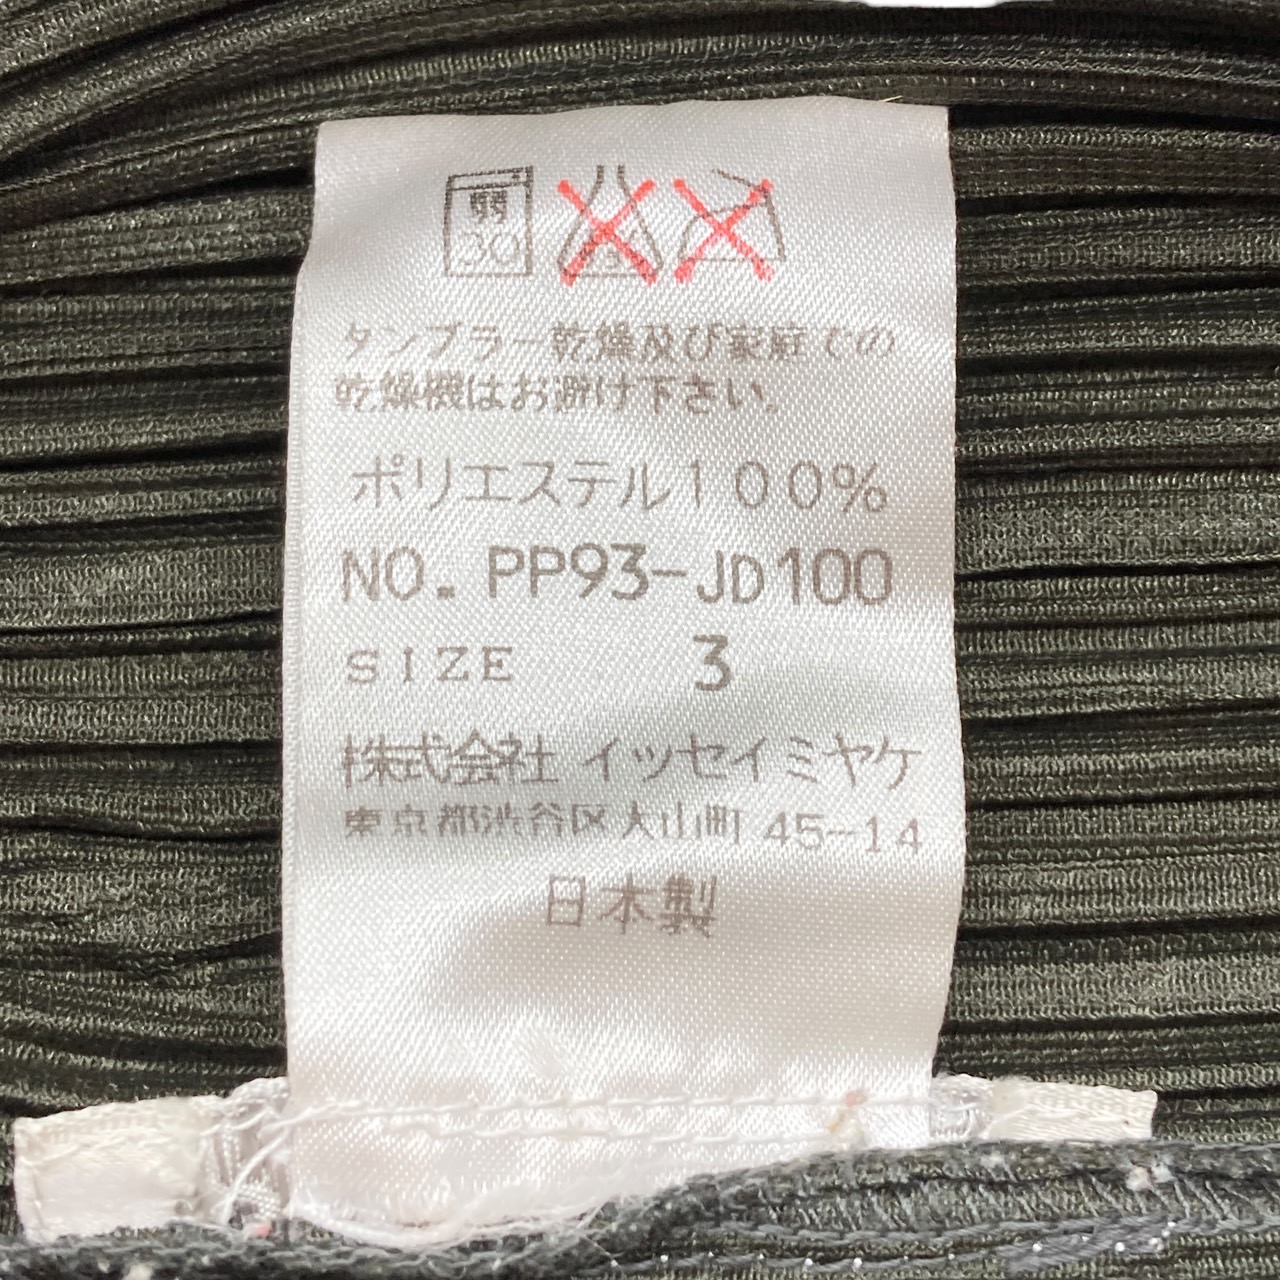 弱
30
タンブラー乾燥及び家庭での
乾燥機はお避け下さい。
ポリエステル100%
NO. PP93-JD100
SIZE 3
株式会社 イッセイミヤケ
東京都渋谷区大山町 45-14
日本製